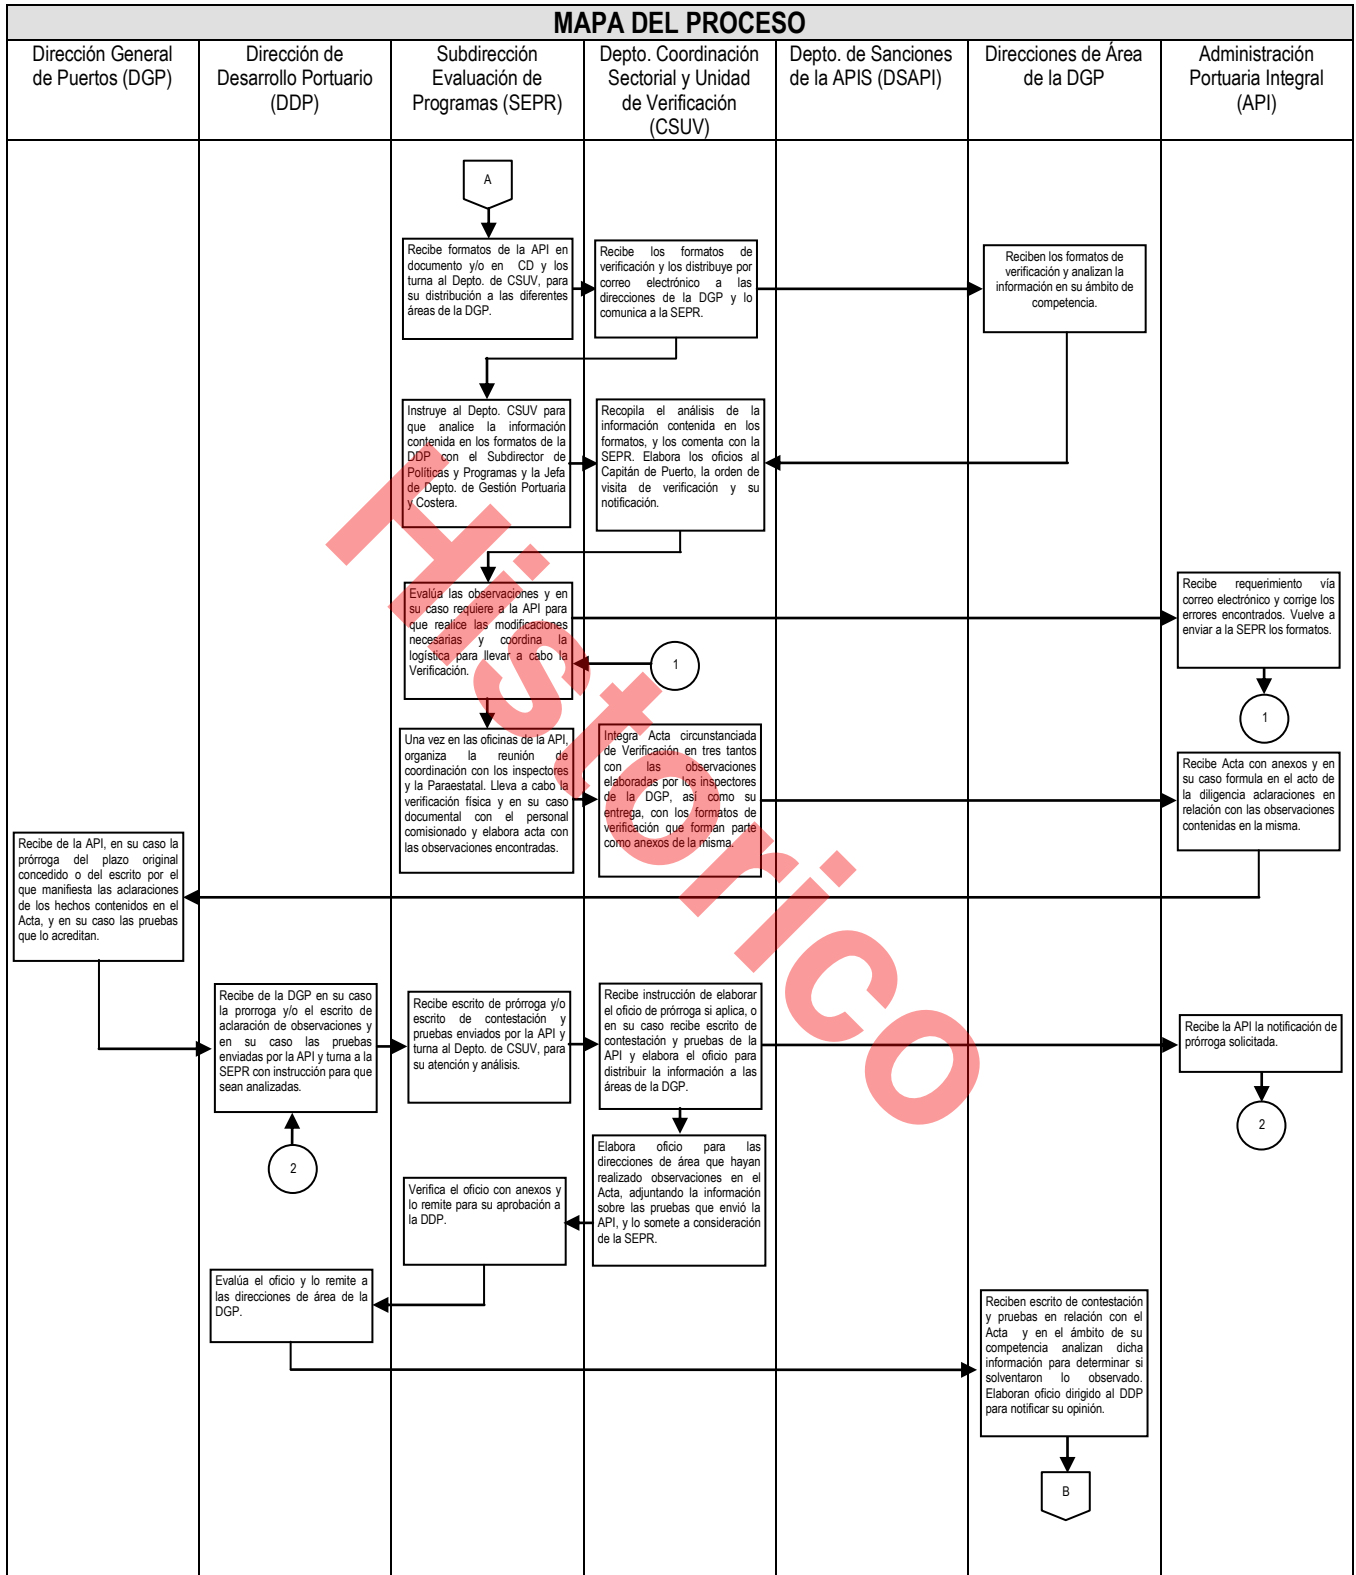 MAPA DEL PROCESO
Dirección General
de Puertos (DGP)
Dirección de
Desarrollo Portuario
(DDP)
Subdirección
Evaluación de
Programas (SEPR)
Depto. Coordinación
Sectorial y Unidad
de Verificación
(CSUV)
Depto. de Sanciones
de la APIS (DSAPI)
Direcciones de Área
de la DGP
Administración
Portuaria Integral
(API)
A
Recibe formatos de la API en
documento y/o en CD y los
turna al Depto. de CSUV, para
su distribución a las diferentes
áreas de la DGP.
Recibe los formatos de
verificación y los distribuye por
correo electrónico a las
direcciones de la DGP y lo
comunica a la SEPR.
Reciben los formatos de
verificación y analizan la
información en su ámbito de
competencia.
Instruye al Depto. CSUV para
que analice la información
contenida en los formatos de la
DDP con el Subdirector de
Políticas y Programas y la Jefa
de Depto. de Gestión Portuaria
y Costera.
Recopila el análisis de la
información contenida en los
formatos, y los comenta con la
SEPR. Elabora los oficios al
Capitán de Puerto, la orden de
visita de verificación y su
notificación.
Evalúa las observaciones y en
su caso requiere a la API para
que realice las modificaciones
necesarias y coordina la
logística para llevar a cabo la
Verificación.
1
Recibe requerimiento vía
correo electrónico y corrige los
errores encontrados. Vuelve a
enviar a la SEPR los formatos.
1
Una vez en las oficinas de la API,
organiza la reunión de
coordinación con los inspectores
y la Paraestatal. Lleva a cabo la
verificación física y en su caso
documental con el personal
comisionado y elabora acta con
las observaciones encontradas.
Integra Acta circunstanciada
de Verificación en tres tantos
con las observaciones
elaboradas por los inspectores
de la DGP, así como su
entrega, con los formatos de
verificación que forman parte
como anexos de la misma.
Recibe Acta con anexos y en
su caso formula en el acto de
la diligencia aclaraciones en
relación con las observaciones
contenidas en la misma.
Recibe de la API, en su caso la
prórroga del plazo original
concedido o del escrito por el
que manifiesta las aclaraciones
de los hechos contenidos en el
Acta, y en su caso las pruebas
que lo acreditan.
Recibe de la DGP en su caso
la prorroga y/o el escrito de
aclaración de observaciones y
en su caso las pruebas
enviadas por la API y turna a la
SEPR con instrucción para que
sean analizadas.
2
Recibe escrito de prórroga y/o
escrito de contestación y
pruebas enviados por la API y
turna al Depto. de CSUV, para
su atención y análisis.
Recibe instrucción de elaborar
el oficio de prórroga si aplica, o
en su caso recibe escrito de
contestación y pruebas de la
API y elabora el oficio para
distribuir la información a las
áreas de la DGP.
Recibe la API la notificación de
prórroga solicitada.
2
Elabora oficio para las
direcciones de área que hayan
realizado observaciones en el
Acta, adjuntando la información
sobre las pruebas que envió la
API, y lo somete a consideración
de la SEPR.
Verifica el oficio con anexos y
lo remite para su aprobación a
la DDP.
Evalúa el oficio y lo remite a
las direcciones de área de la
DGP.
Reciben escrito de contestación
y pruebas en relación con el
Acta y en el ámbito de su
competencia analizan dicha
información para determinar si
solventaron lo observado.
Elaboran oficio dirigido al DDP
para notificar su opinión.
B
Historico